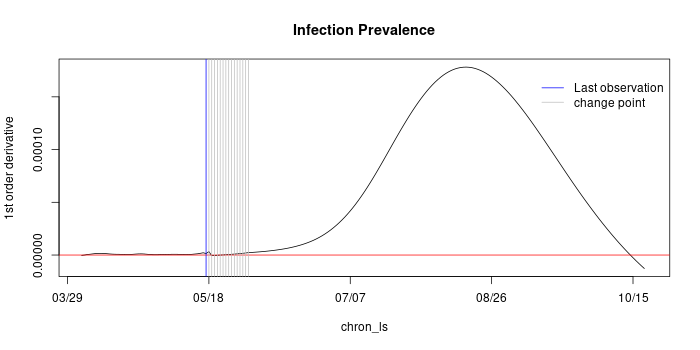 Infection Prevalence
1st order derivative
0.00010
0.00000
Last observation
change point
03/29 05/18 07/07 08/26 10/15
chron_ls